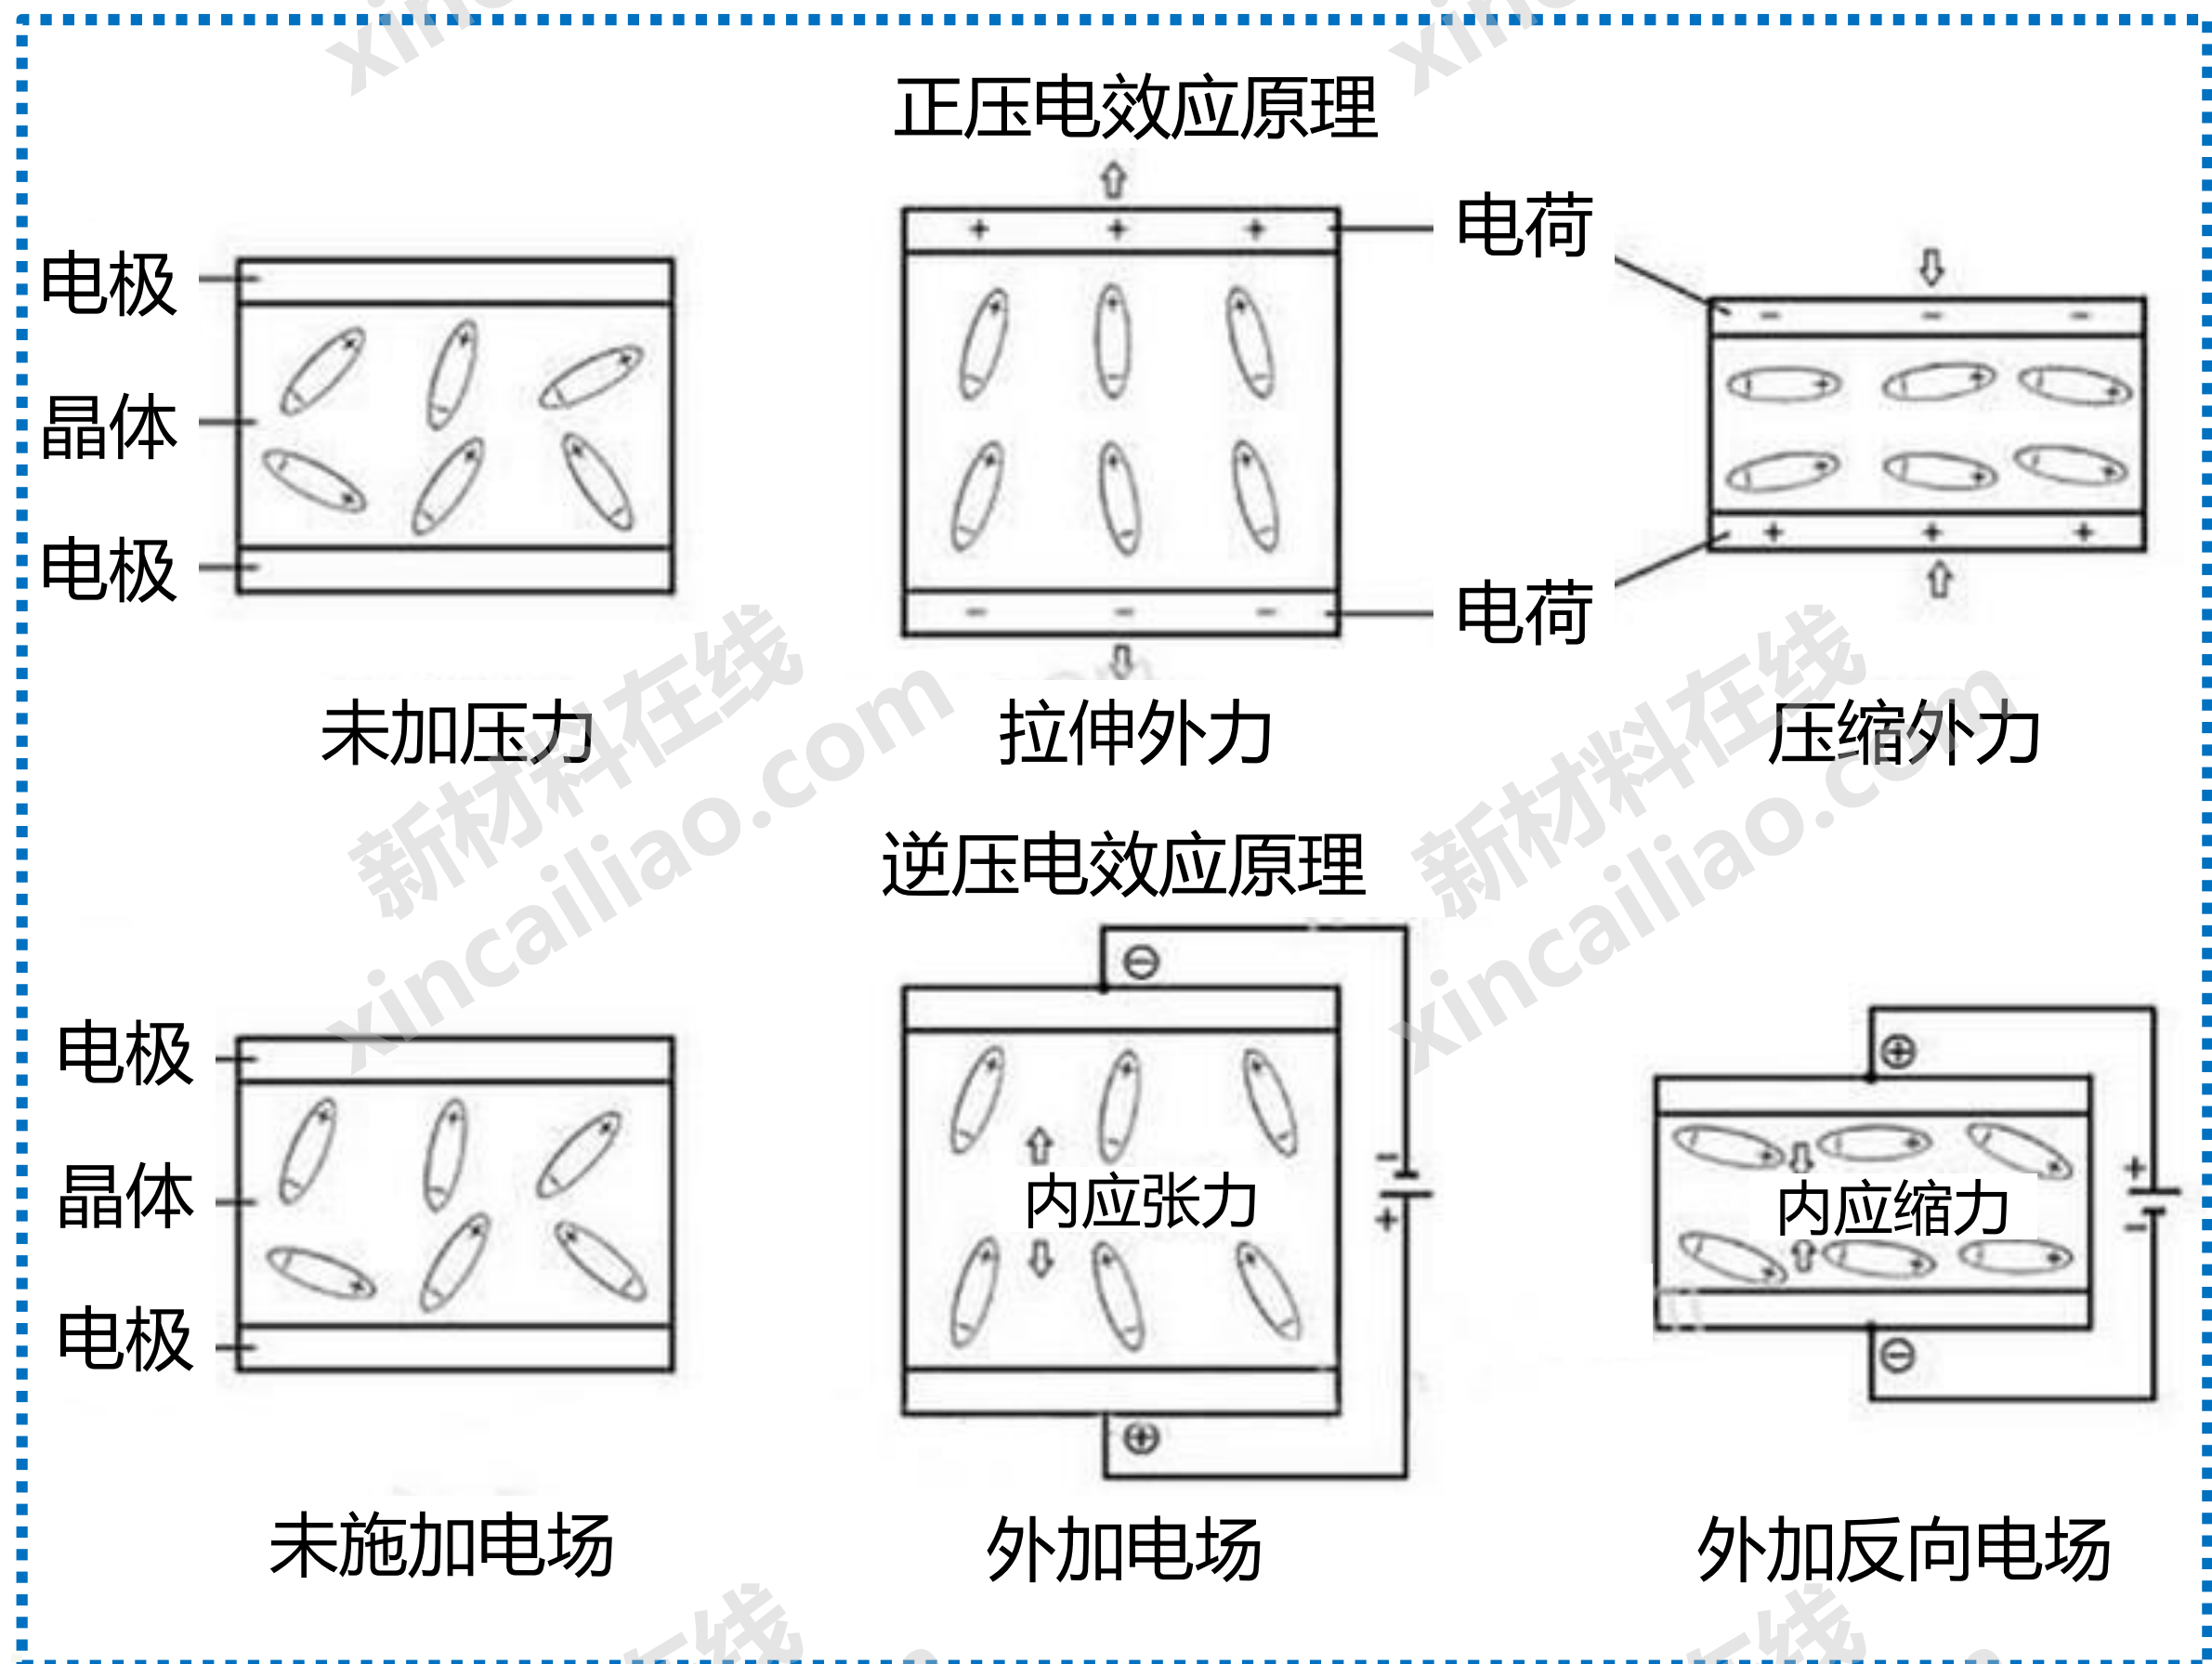 正压电效应原理
+ + +
电荷
电极
- - -
晶体
电极
- - -
电荷
+ + +
未加压力
拉伸外力
压缩外力
新材料在线
xincailiao.com
新材料在线
xincailiao.com
逆压电效应原理
⊖
电极
⊕
晶体
内应张力
-
+
内应缩力
+
-
电极
⊕
⊖
未施加电场
外加电场
外加反向电场